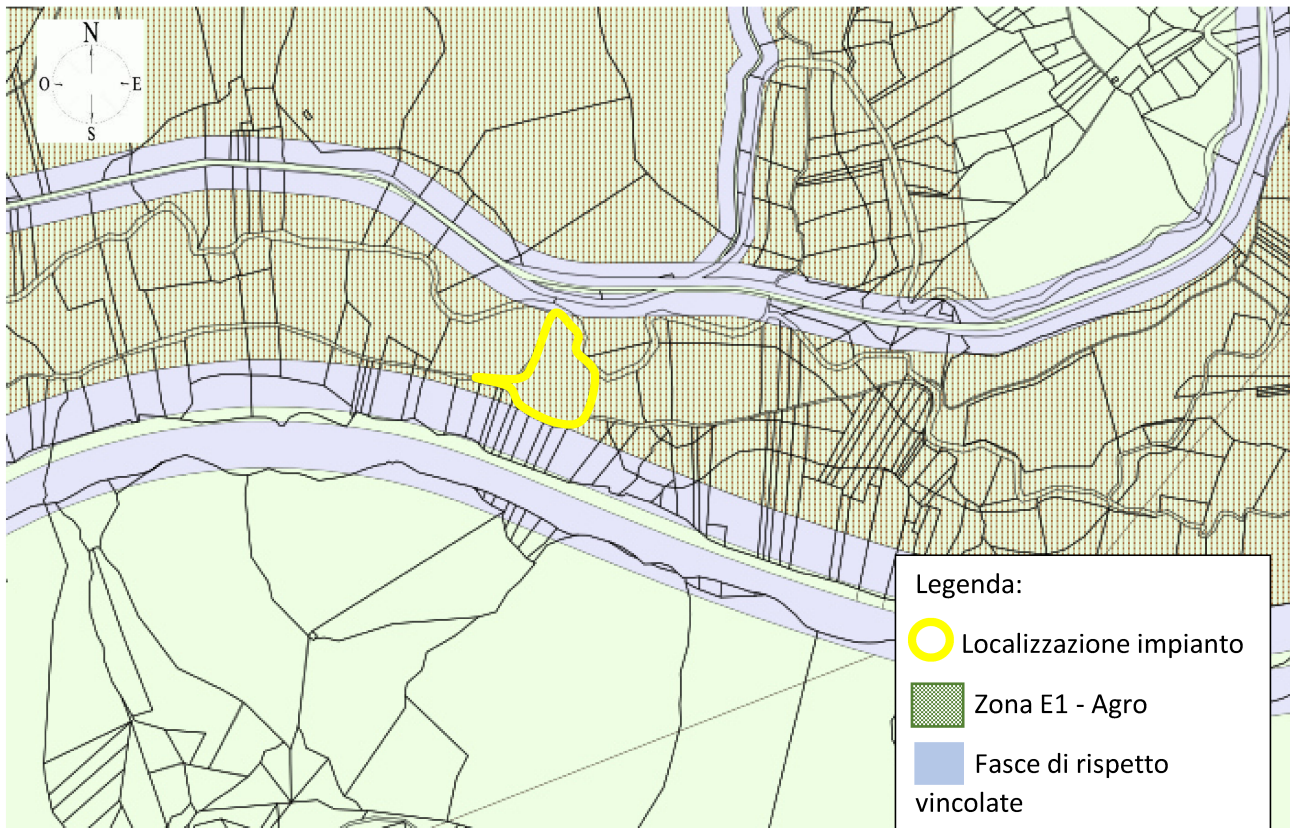 N
O E
S
Legenda:
Localizzazione impianto
Zona E1 - Agro
Fasce di rispetto
vincolate